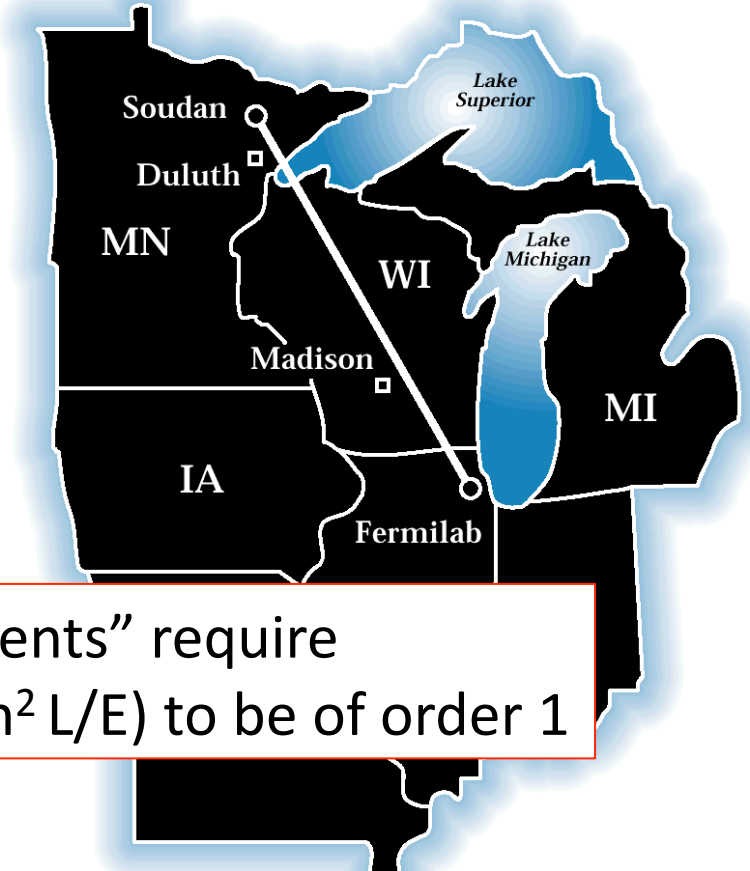 Lake
Superior
Soudan
Duluth
MN
Lake
Michigan
WI
Madison
MI
IA
Fermilab
ents” require
n² L/E) to be of order 1